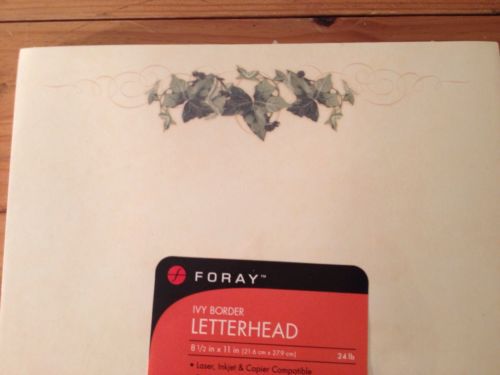 FORAY™
IVY BORDER
LETTERHEAD
8 1/2 in x 11 in (21.6 cm x 27.9 cm) 24 lb
• Laser, Inkjet & Copier Compatible